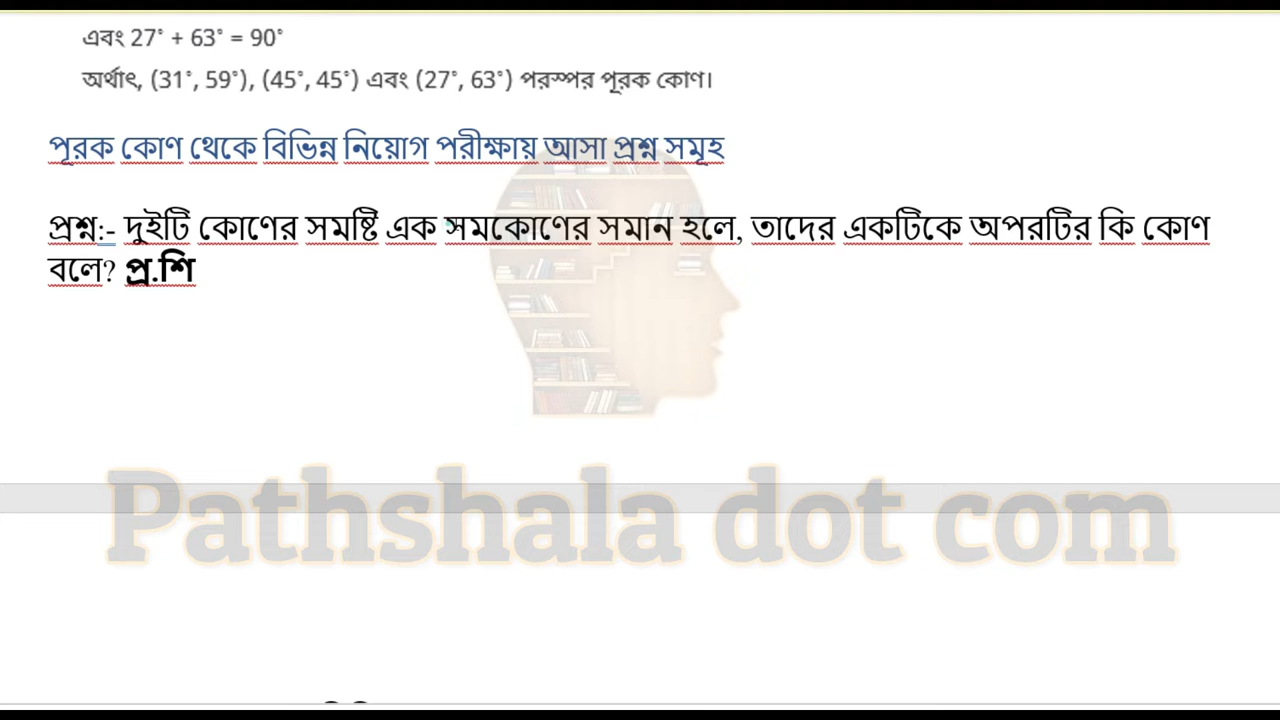 এবং 27° + 63° = 90°
অর্থাৎ, (31°, 59°), (45°, 45°) এবং (27°, 63°) পরস্পর পূরক কোণ।
পূরক কোণ থেকে বিভিন্ন নিয়োগ পরীক্ষায় আসা প্রশ্ন সমূহ
প্রশ্ন:- দুইটি কোণের সমষ্টি এক সমকোণের সমান হলে, তাদের একটিকে অপরটির কি কোণ
বলে? প্র.শি
Pathshala dot com